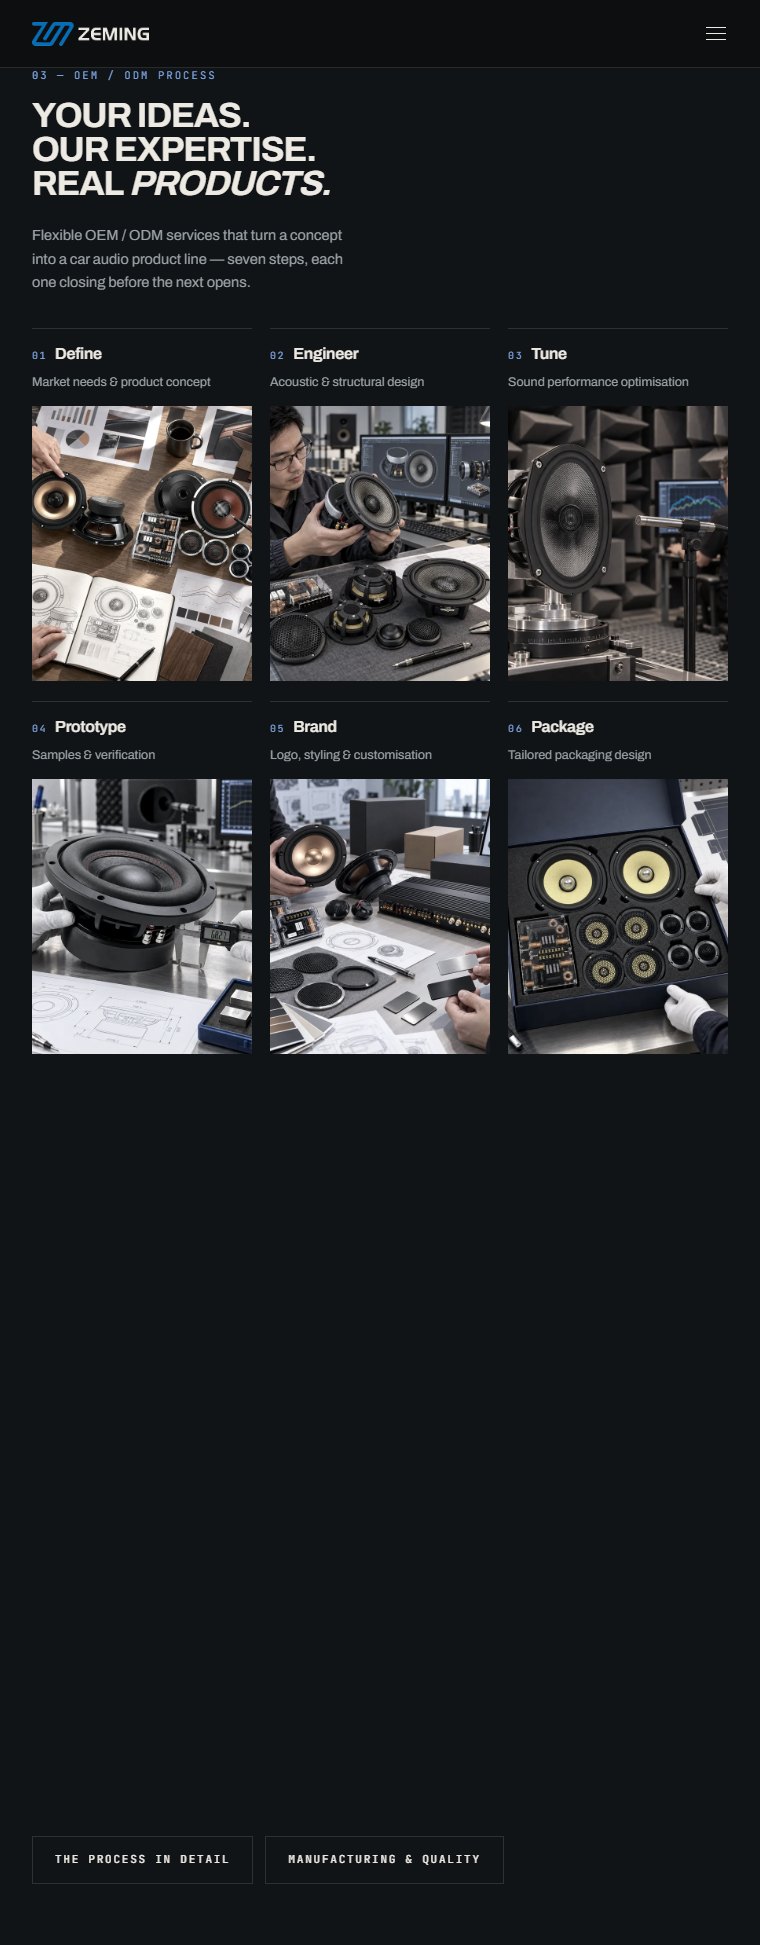 ZEMING
03 — OEM / ODM PROCESS
YOUR IDEAS.
OUR EXPERTISE.
REAL PRODUCTS.
Flexible OEM / ODM services that turn a concept
into a car audio product line — seven steps, each
one closing before the next opens.
01 Define
Market needs & product concept
02 Engineer
Acoustic & structural design
03 Tune
Sound performance optimisation
04 Prototype
Samples & verification
05 Brand
Logo, styling & customisation
06 Package
Tailored packaging design
THE PROCESS IN DETAIL
MANUFACTURING & QUALITY